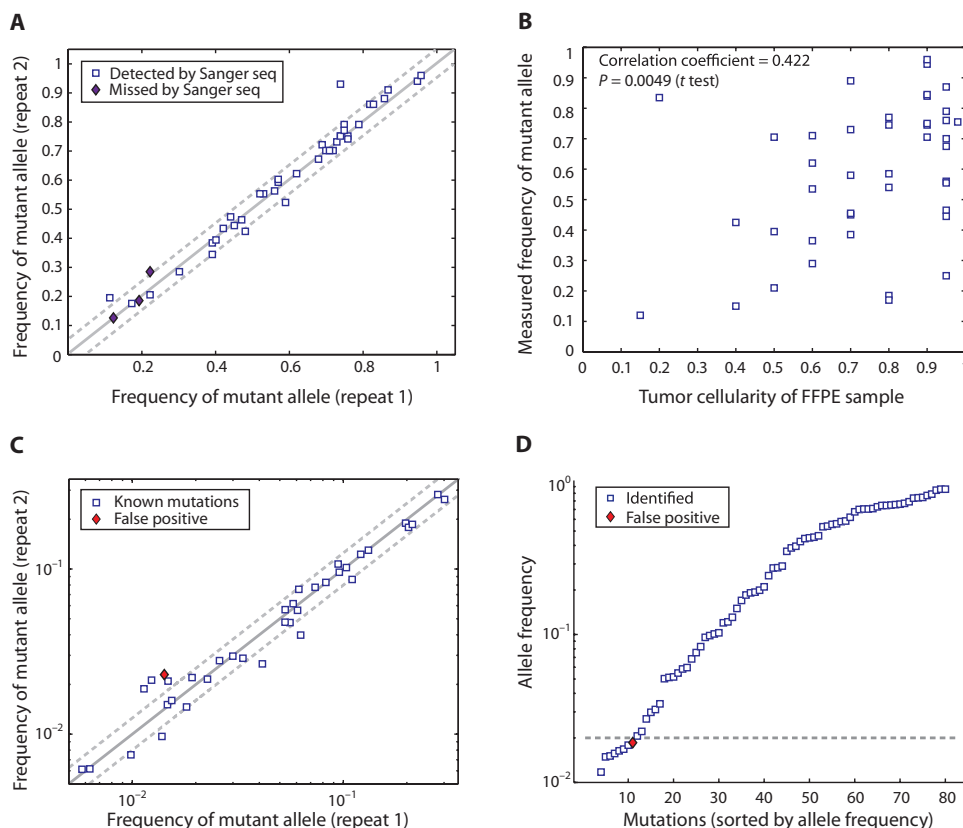 A
Frequency of mutant allele (repeat 2)
1
0.9
0.8
0.7
0.6
0.5
0.4
0.3
0.2
0.1
0
Detected by Sanger seq
Missed by Sanger seq
0.2
0.4
0.6
0.8
1
Frequency of mutant allele (repeat 1)
B
Measured frequency of mutant allele
1
0.9
0.8
0.7
0.6
0.5
0.4
0.3
0.2
0.1
0
Correlation coefficient = 0.422
P = 0.0049 (t test)
0
0.1
0.2
0.3
0.4
0.5
0.6
0.7
0.8
0.9
1
Tumor cellularity of FFPE sample
C
Frequency of mutant allele (repeat 2)
10⁻¹
10⁻²
Known mutations
False positive
10⁻²
10⁻¹
Frequency of mutant allele (repeat 1)
D
Allele frequency
10⁰
10⁻¹
10⁻²
Identified
False positive
10
20
30
40
50
60
70
80
Mutations (sorted by allele frequency)